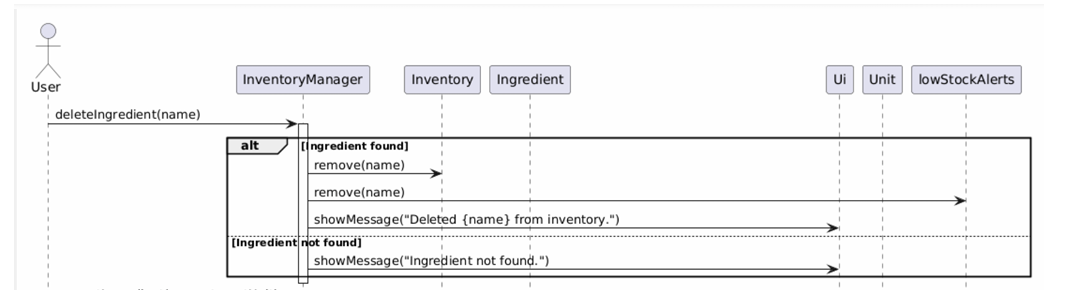 User
InventoryManager
Inventory
Ingredient
Ui
Unit
lowStockAlerts
deleteIngredient(name)
alt
[Ingredient found]
remove(name)
remove(name)
showMessage("Deleted {name} from inventory.")
[Ingredient not found]
showMessage("Ingredient not found.")